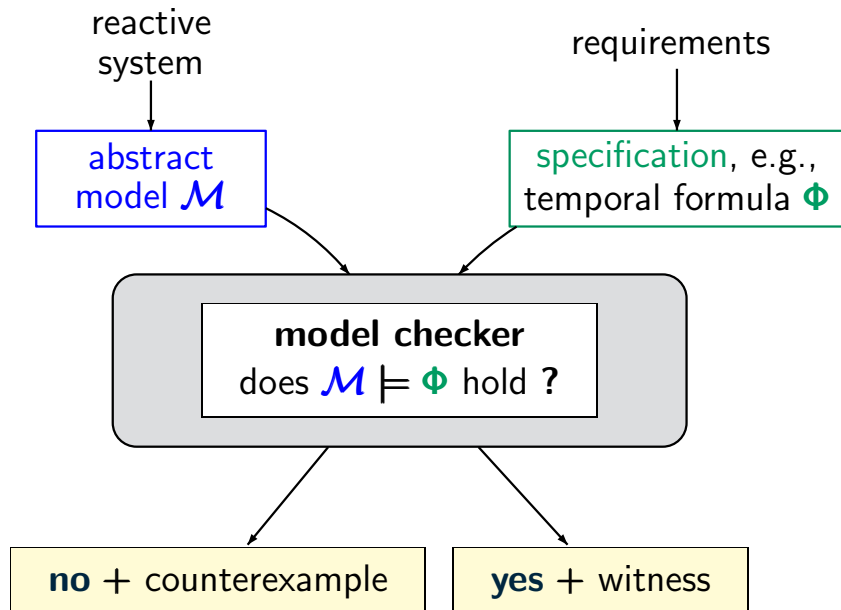 reactive
system
requirements
abstract
model 𝓜
specification, e.g.,
temporal formula Φ
model checker
does 𝓜 ⊨ Φ hold ?
no + counterexample
yes + witness